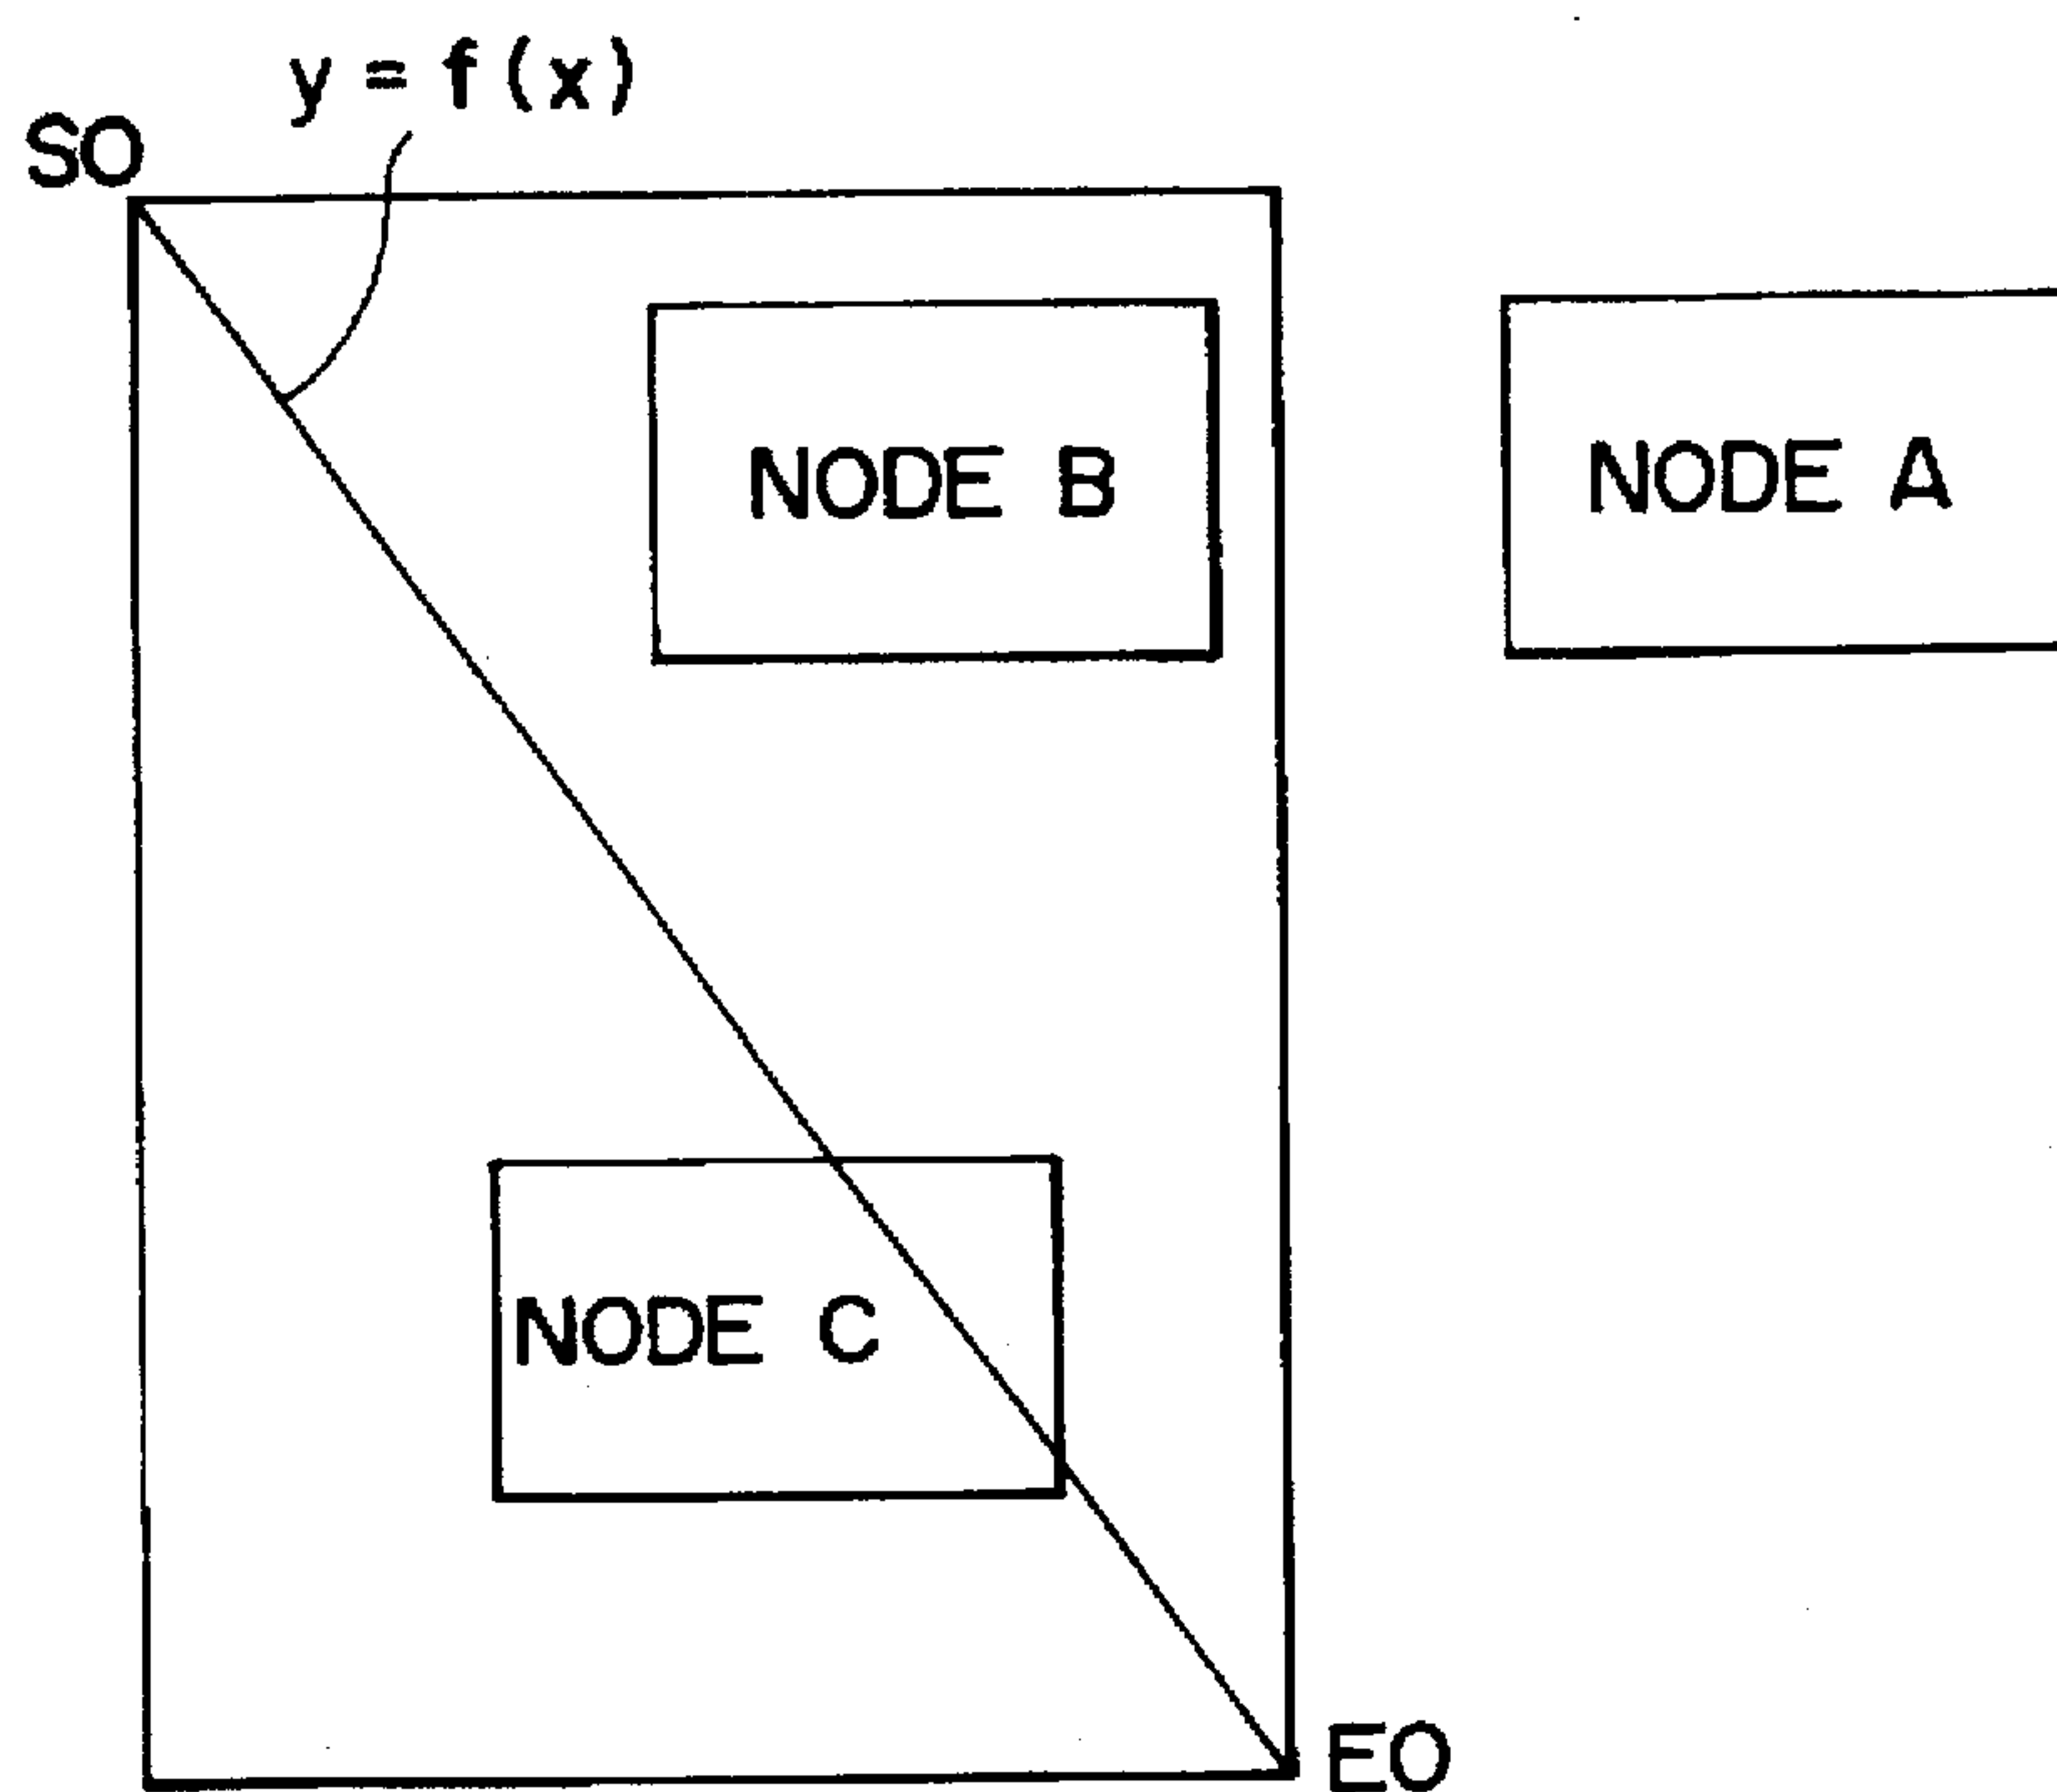 y = f(x)
SO
NODE B
NODE A
NODE C
EO